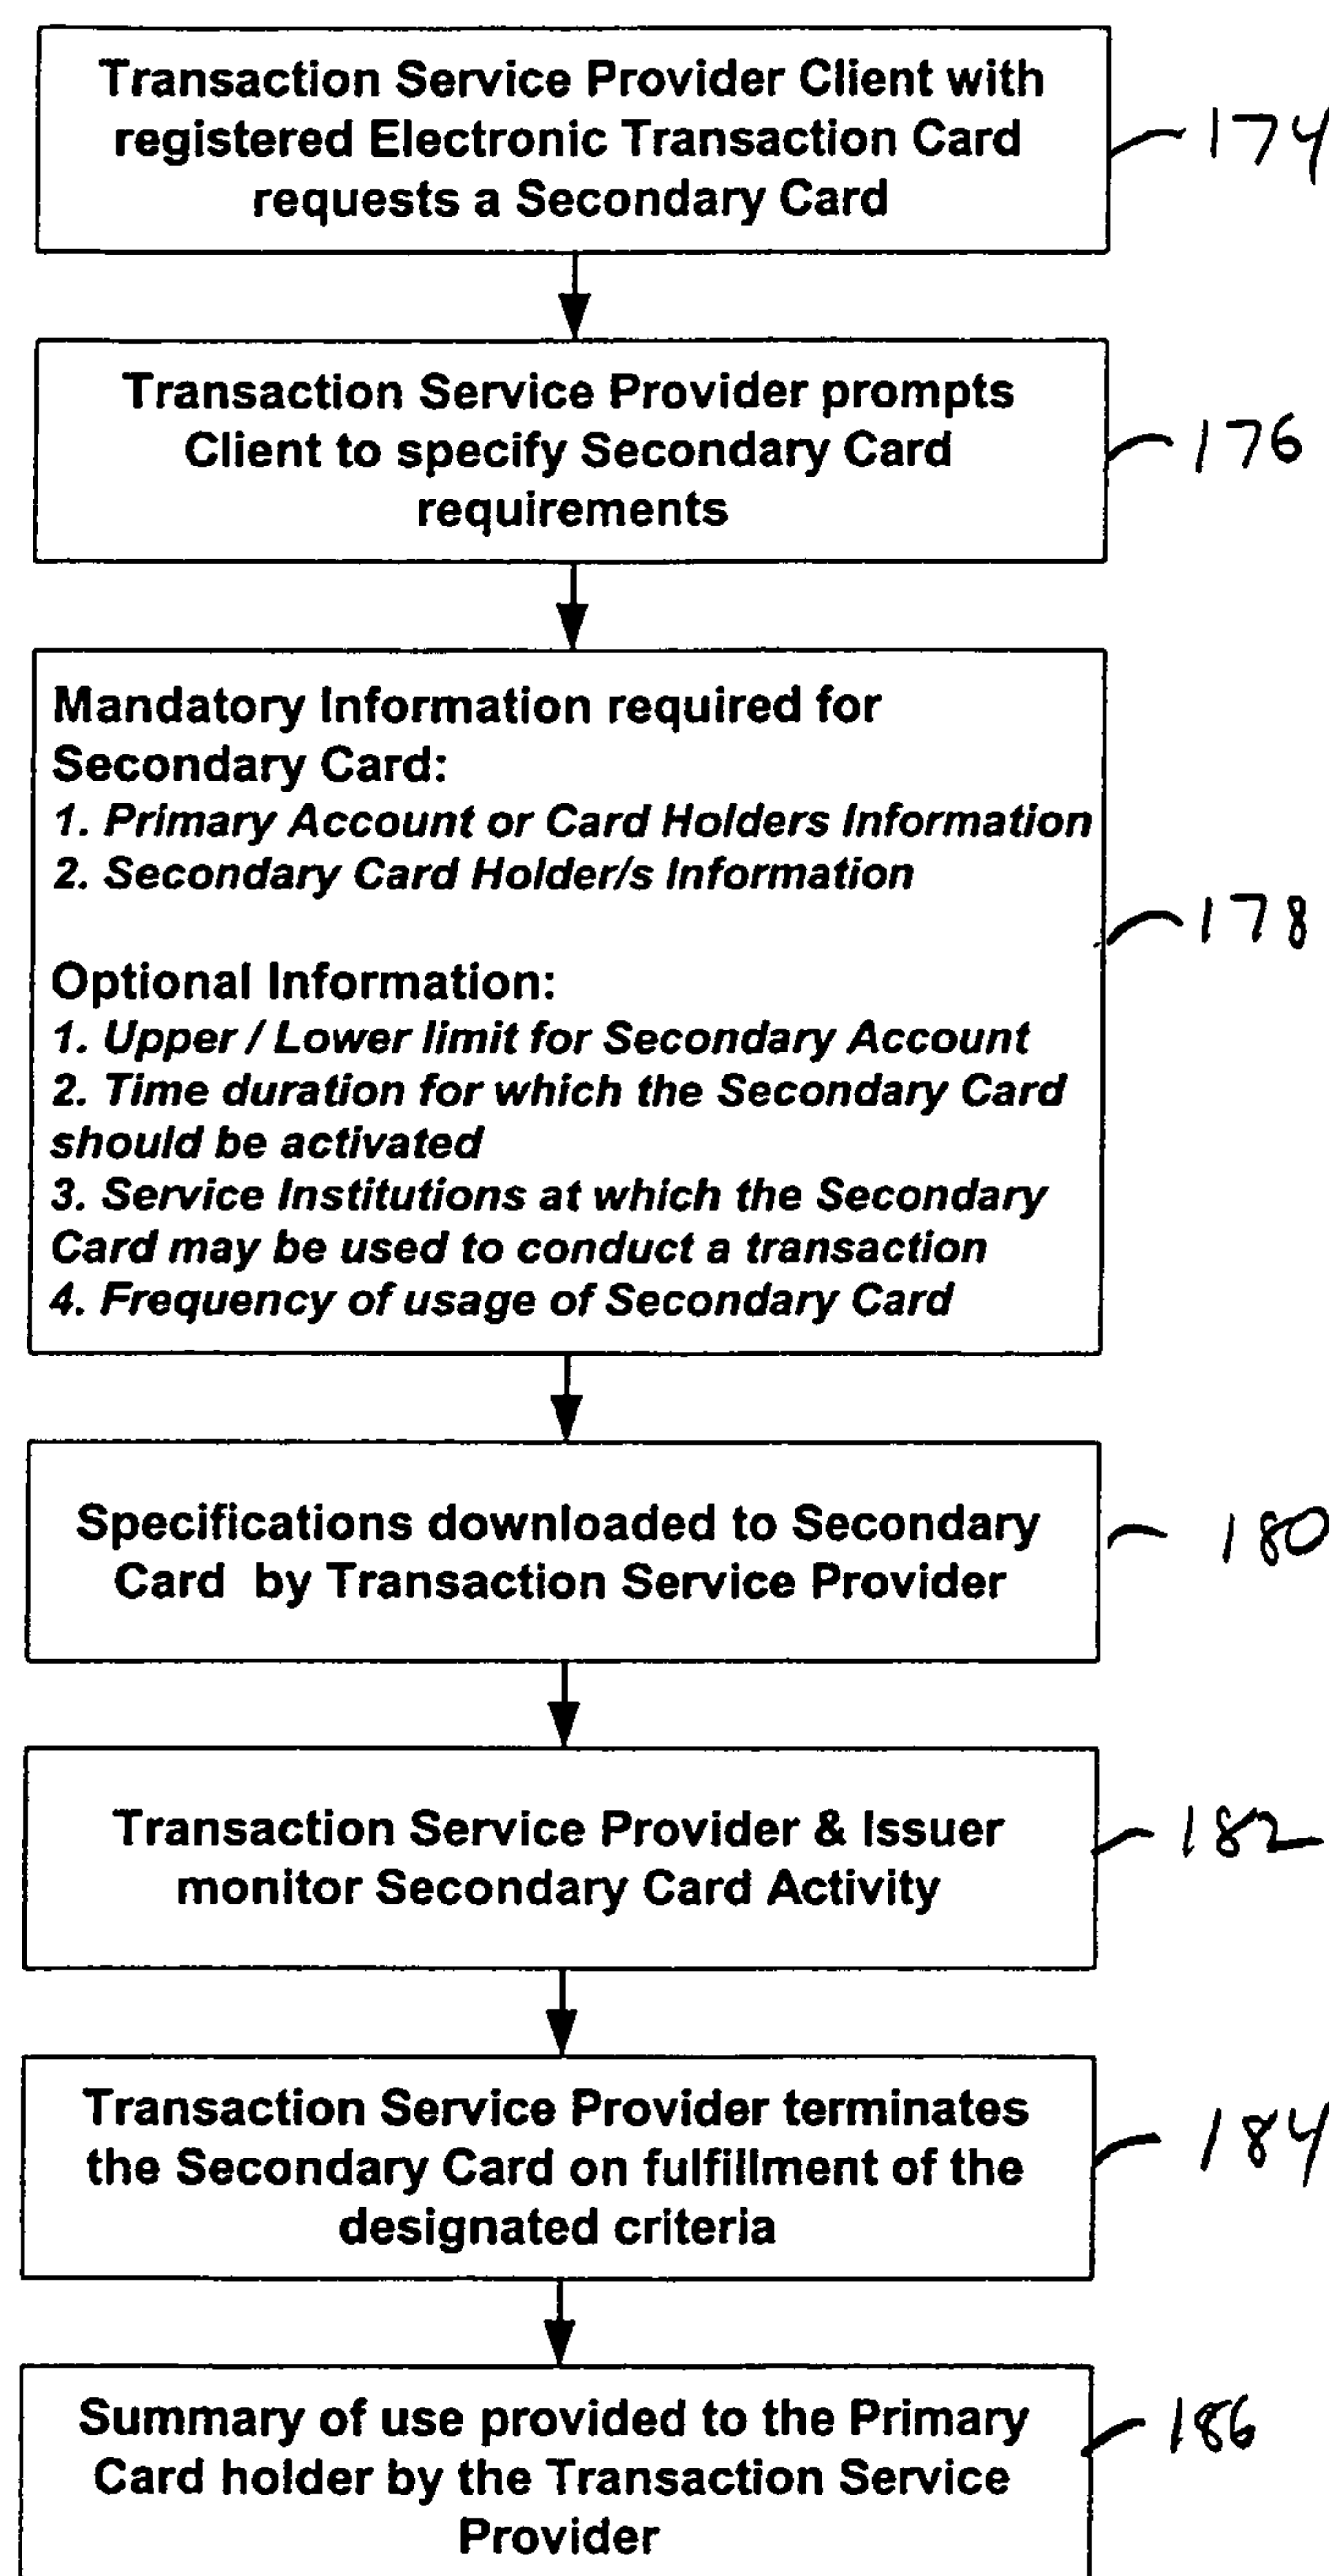 Transaction Service Provider Client with
registered Electronic Transaction Card
requests a Secondary Card
174
Transaction Service Provider prompts
Client to specify Secondary Card
requirements
176
Mandatory Information required for
Secondary Card:
1. Primary Account or Card Holders Information
2. Secondary Card Holder/s Information
Optional Information:
1. Upper / Lower limit for Secondary Account
2. Time duration for which the Secondary Card
should be activated
3. Service Institutions at which the Secondary
Card may be used to conduct a transaction
4. Frequency of usage of Secondary Card
178
Specifications downloaded to Secondary
Card by Transaction Service Provider
180
Transaction Service Provider & Issuer
monitor Secondary Card Activity
182
Transaction Service Provider terminates
the Secondary Card on fulfillment of the
designated criteria
184
Summary of use provided to the Primary
Card holder by the Transaction Service
Provider
186